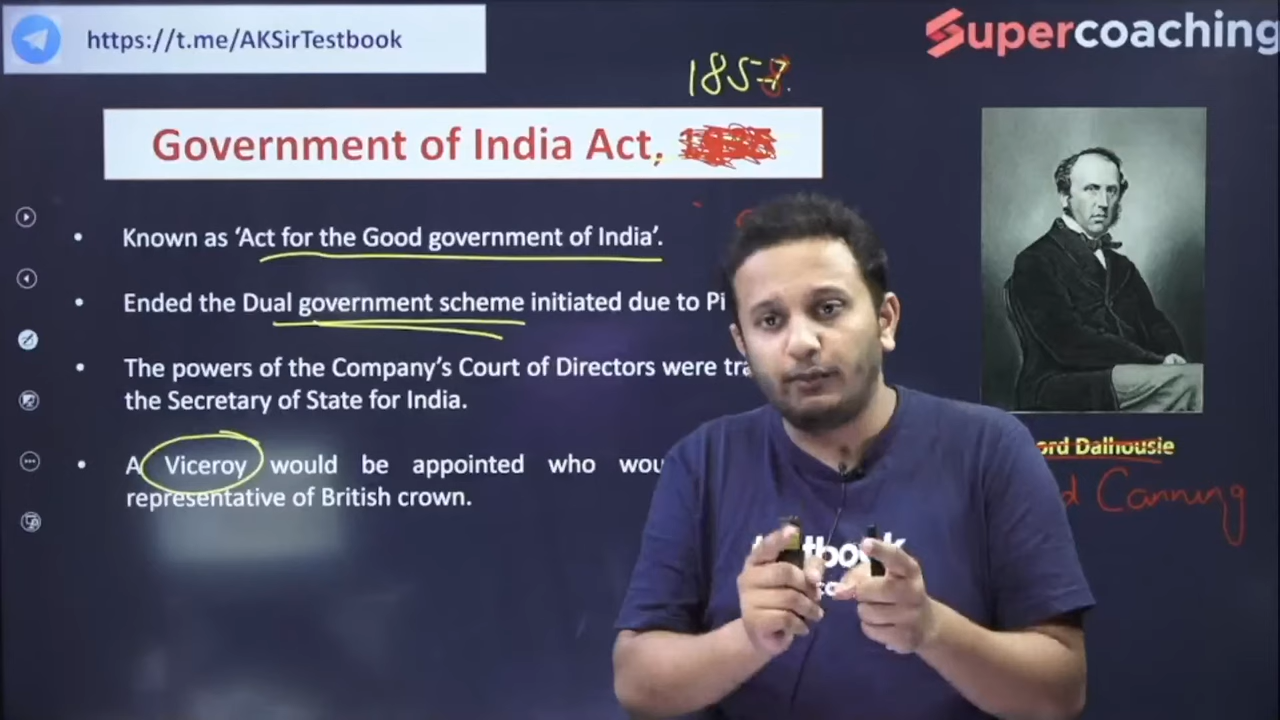 https://t.me/AKSirTestbook
Supercoaching
1858.
Government of India Act,
• Known as ‘Act for the Good government of India’.
• Ended the Dual government scheme initiated due to Pi
• The powers of the Company’s Court of Directors were tra
the Secretary of State for India.
• A Viceroy would be appointed who wou
representative of British crown.
ord Dalhousie
d Canning